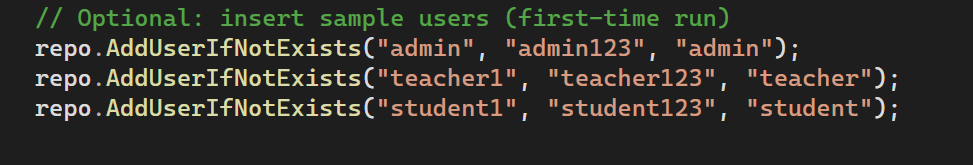 // Optional: insert sample users (first-time run)
repo.AddUserIfNotExists("admin", "admin123", "admin");
repo.AddUserIfNotExists("teacher1", "teacher123", "teacher");
repo.AddUserIfNotExists("student1", "student123", "student");